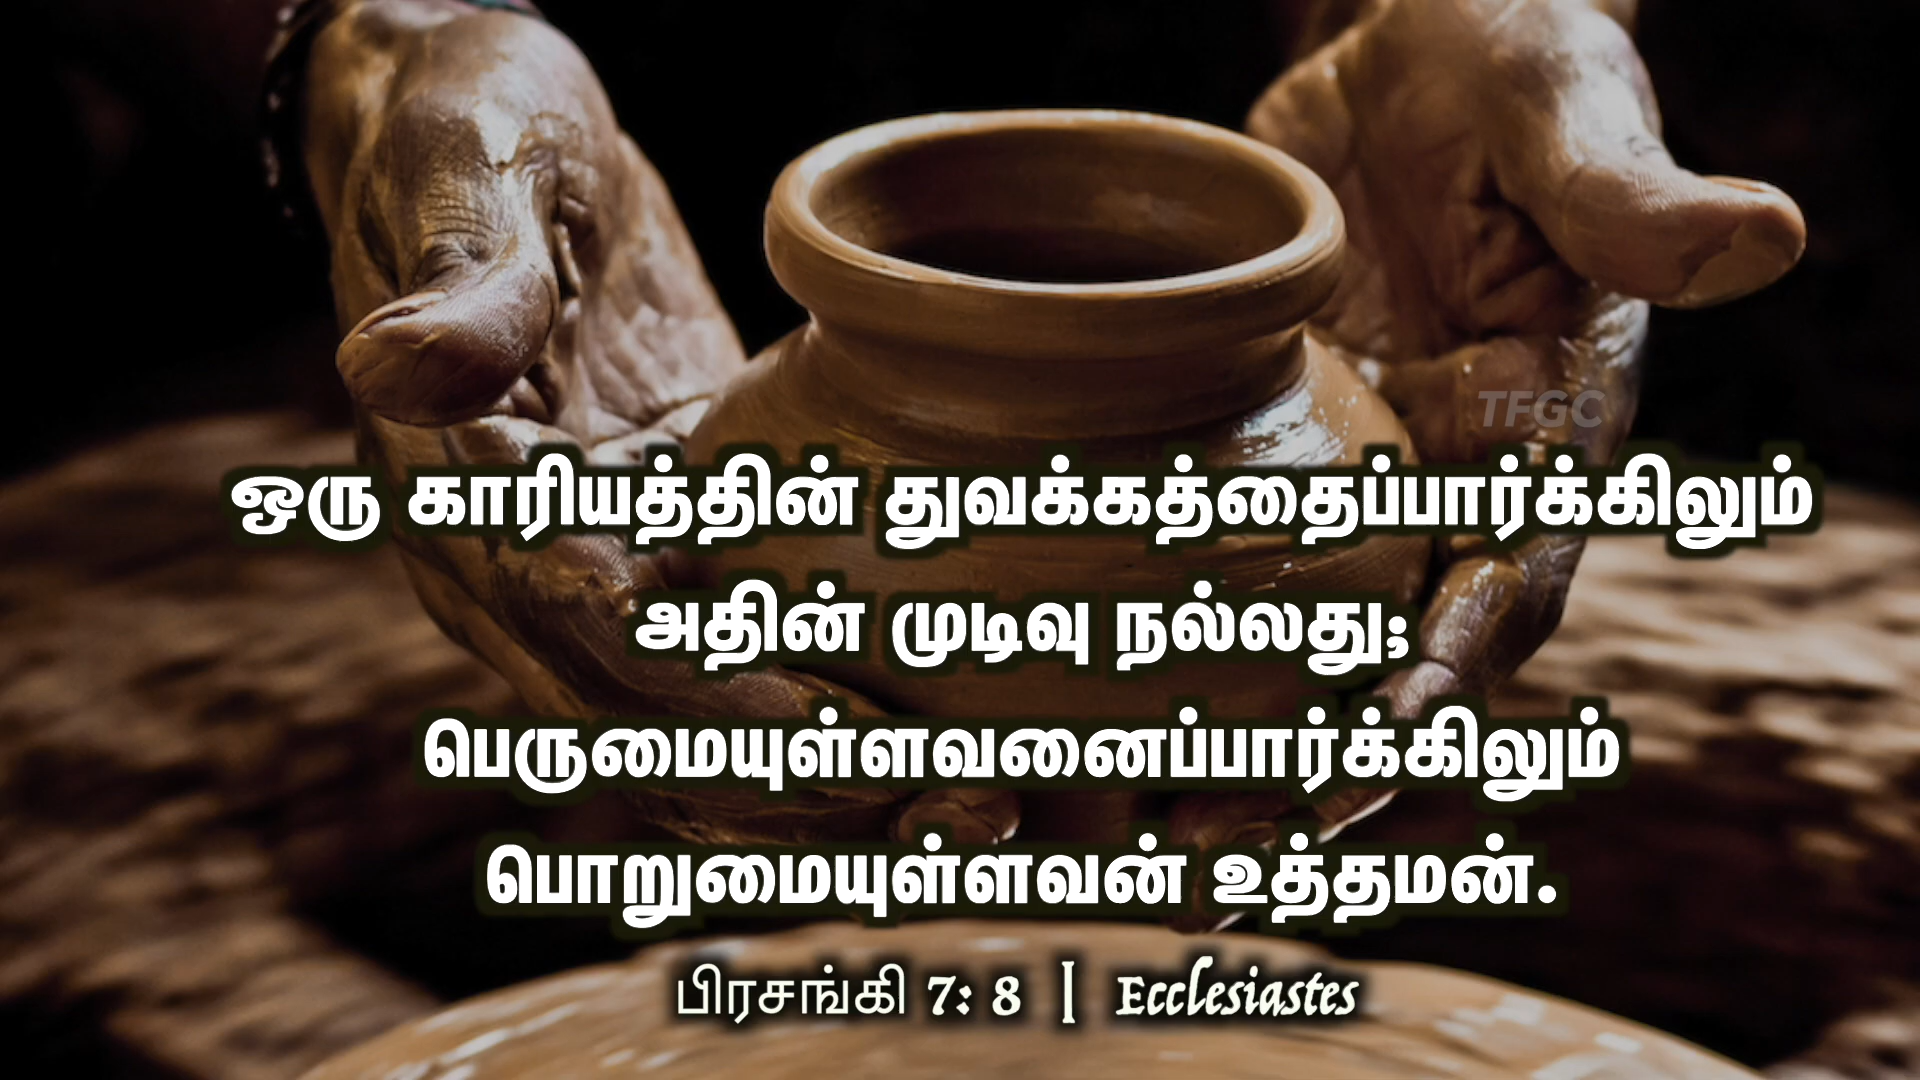 TFGC
ஒரு காரியத்தின் துவக்கத்தைப்பார்க்கிலும்
அதின் முடிவு நல்லது;
பெருமையுள்ளவனைப்பார்க்கிலும்
பொறுமையுள்ளவன் உத்தமன்.
பிரசங்கி 7: 8 | Ecclesiastes